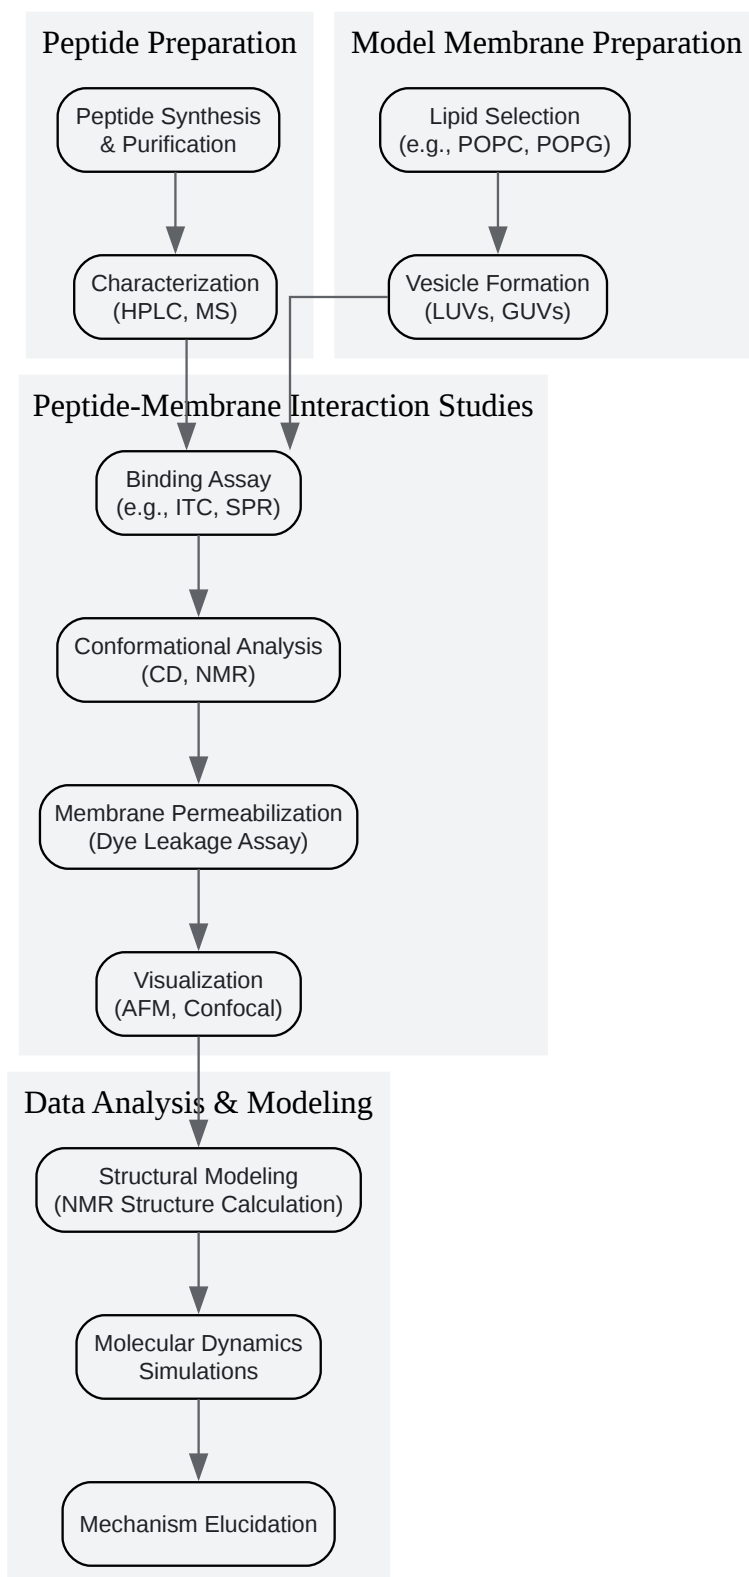 Peptide Preparation
Peptide Synthesis
& Purification
Characterization
(HPLC, MS)
Model Membrane Preparation
Lipid Selection
(e.g., POPC, POPG)
Vesicle Formation
(LUVs, GUVs)
Peptide-Membrane Interaction Studies
Binding Assay
(e.g., ITC, SPR)
Conformational Analysis
(CD, NMR)
Membrane Permeabilization
(Dye Leakage Assay)
Visualization
(AFM, Confocal)
Data Analysis & Modeling
Structural Modeling
(NMR Structure Calculation)
Molecular Dynamics
Simulations
Mechanism Elucidation